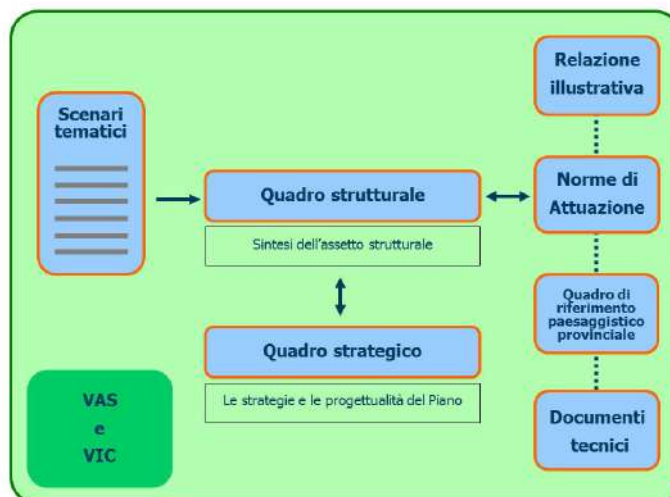 Scenari
tematici
Quadro strutturale
Sintesi dell'assetto strutturale
Quadro strategico
Le strategie e le progettualità del Piano
VAS
e
VIC
Relazione
illustrativa
Norme di
Attuazione
Quadro di
riferimento
paesaggistico
provinciale
Documenti
tecnici